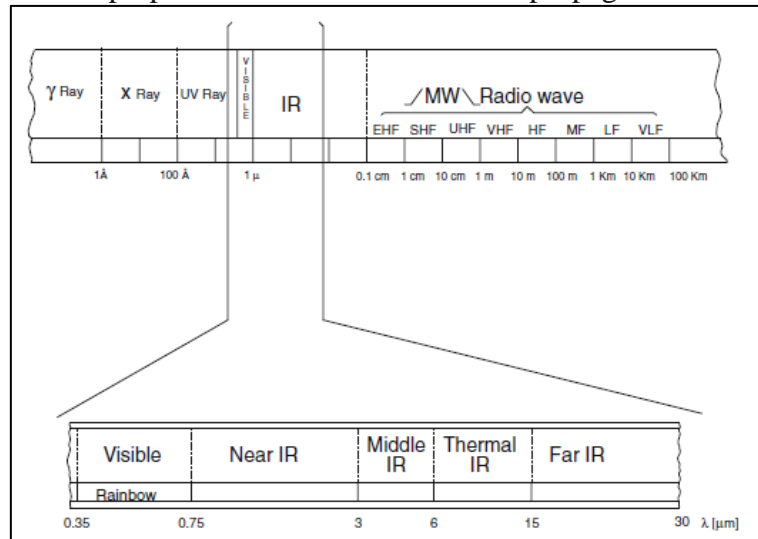 V
I
S
I
B
L
E
γ Ray X Ray UV Ray IR
MW Radio wave
EHF SHF UHF VHF HF MF LF VLF
1Å 100 Å 1 μ 0.1 cm 1 cm 10 cm 1 m 10 m 100 m 1 Km 10 Km 100 Km
Visible Near IR Middle IR Thermal IR Far IR
Rainbow
0.35 0.75 3 6 15 30 λ [μm]